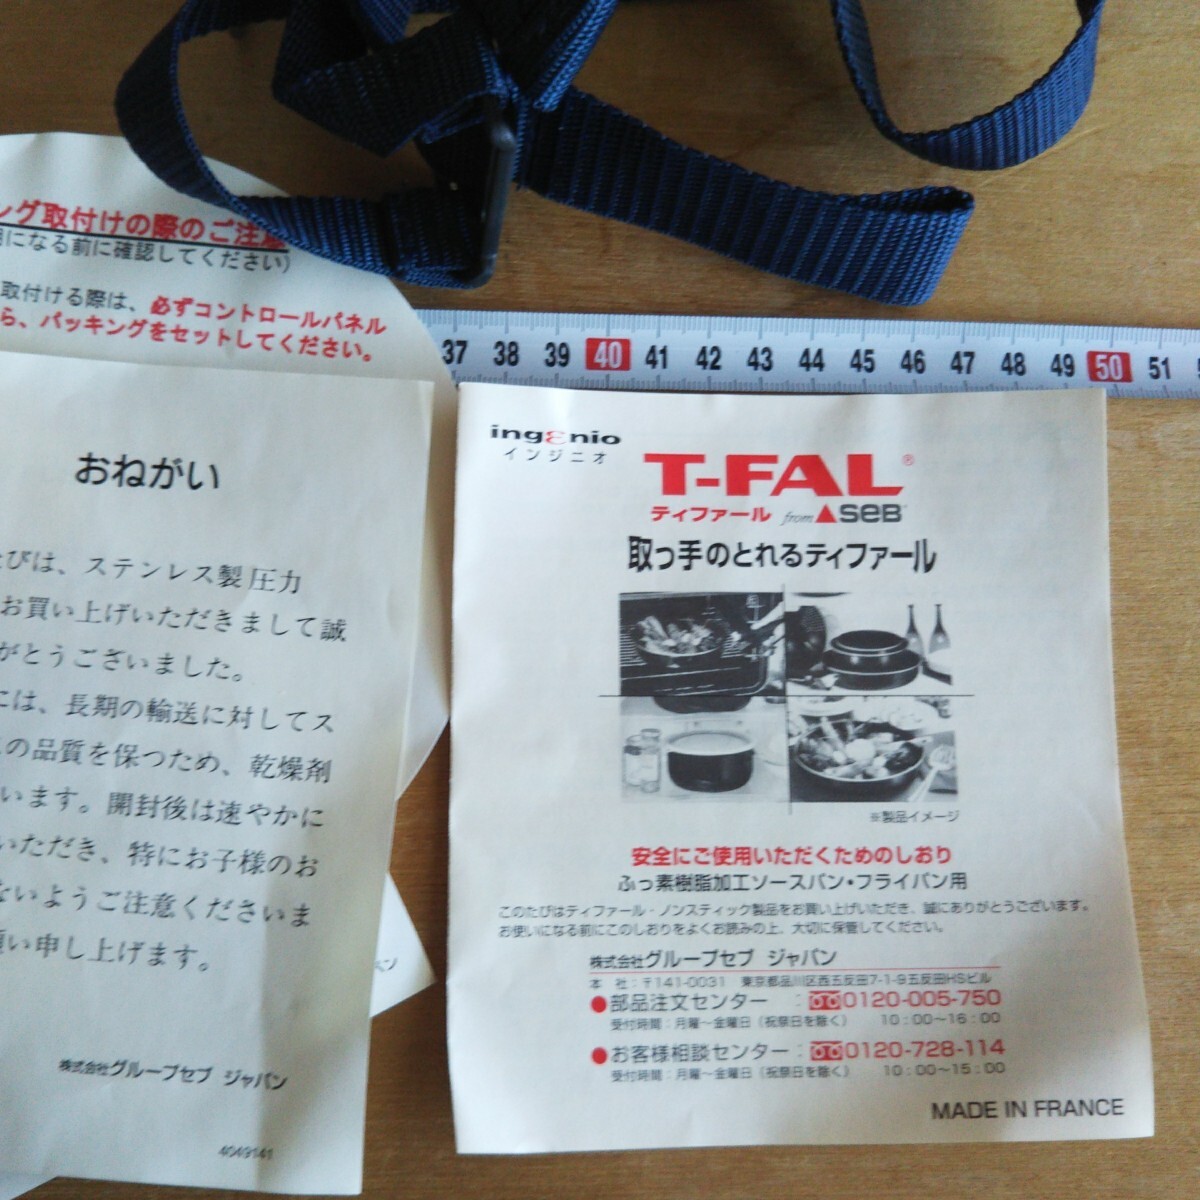 ング取付けの際のご注意
になる前に確認してください)
取付ける際は、必ずコントロールパネル
ら、パッキングをセットしてください。
37 38 39 40 41 42 43 44 45 46 47 48 49 50 51
おねがい
たびは、ステンレス製圧力
お買い上げいただきまして誠
がとうございました。
には、長期の輸送に対してス
の品質を保つため、乾燥剤
います。開封後は速やかに
いただき、特にお子様のお
ないようご注意くださいま
願い申し上げます。
株式会社グループセブ ジャパン
4049141
ingenio
インジニオ
T-FAL®
ティファール from SEB
取っ手のとれるティファール
※製品イメージ
安全にご使用いただくためのしおり
ふっ素樹脂加工ソースパン・フライパン用
このたびはティファール・ノンスティック製品をお買い上げいただき、誠にありがとうございます。
お使いになる前にこのしおりをよくお読みの上、大切に保管してください。
株式会社グループセブ ジャパン
本 社:〒141-0031 東京都品川区西五反田7-1-9五反田HSビル
●部品注文センター :0120-005-750
受付時間:月曜〜金曜日(祝祭日を除く) 10:00〜16:00
●お客様相談センター:0120-728-114
受付時間:月曜〜金曜日(祝祭日を除く) 10:00〜15:00
MADE IN FRANCE